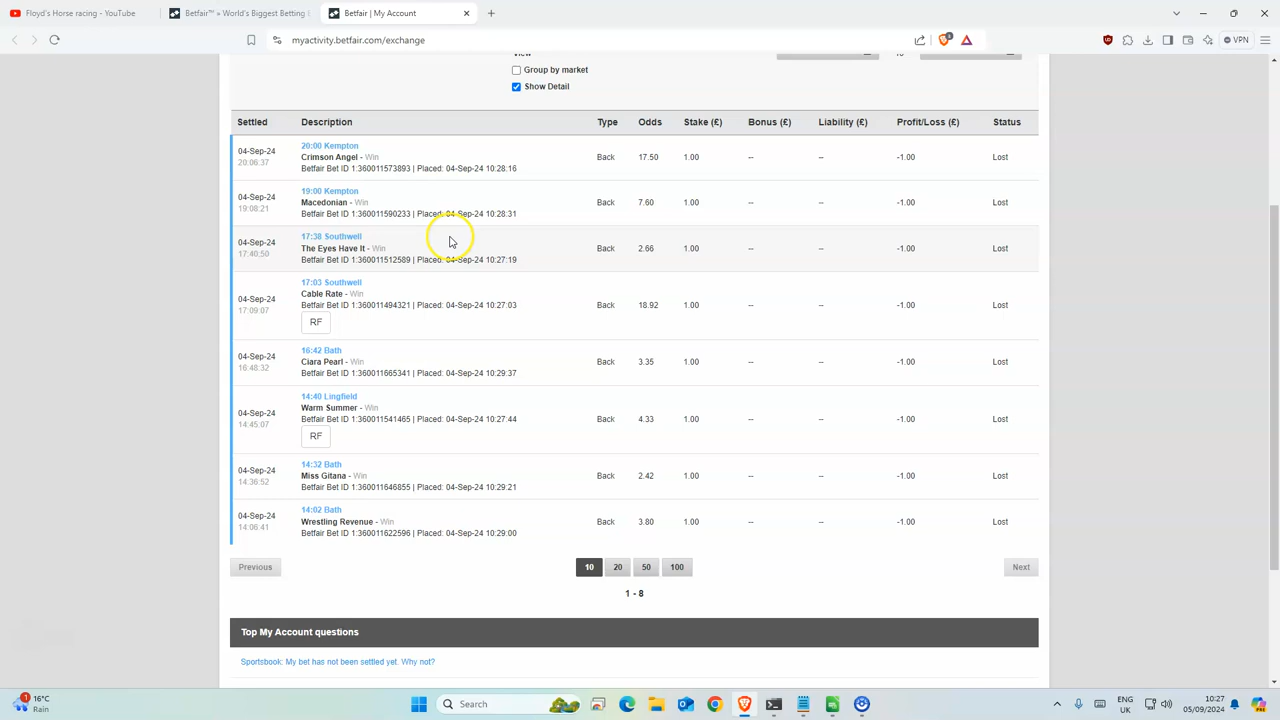 Floyd's Horse racing - YouTube
Betfair™ » World's Biggest Betting E
Betfair | My Account
myactivity.betfair.com/exchange
VPN
View
To
Group by market
Show Detail
Settled Description Type Odds Stake (£) Bonus (£) Liability (£) Profit/Loss (£) Status
04-Sep-24
20:06:37
20:00 Kempton
Crimson Angel - Win
Betfair Bet ID 1:360011573893 | Placed: 04-Sep-24 10:28:16
Back 17.50 1.00 -- -- -1.00 Lost
04-Sep-24
19:08:21
19:00 Kempton
Macedonian - Win
Betfair Bet ID 1:360011590233 | Placed: 04-Sep-24 10:28:31
Back 7.60 1.00 -- -- -1.00 Lost
04-Sep-24
17:40:50
17:38 Southwell
The Eyes Have It - Win
Betfair Bet ID 1:360011512589 | Placed: 04-Sep-24 10:27:19
Back 2.66 1.00 -- -- -1.00 Lost
04-Sep-24
17:09:07
17:03 Southwell
Cable Rate - Win
Betfair Bet ID 1:360011494321 | Placed: 04-Sep-24 10:27:03
RF
Back 18.92 1.00 -- -- -1.00 Lost
04-Sep-24
16:48:32
16:42 Bath
Ciara Pearl - Win
Betfair Bet ID 1:360011665341 | Placed: 04-Sep-24 10:29:37
Back 3.35 1.00 -- -- -1.00 Lost
04-Sep-24
14:45:07
14:40 Lingfield
Warm Summer - Win
Betfair Bet ID 1:360011541465 | Placed: 04-Sep-24 10:27:44
RF
Back 4.33 1.00 -- -- -1.00 Lost
04-Sep-24
14:36:52
14:32 Bath
Miss Gitana - Win
Betfair Bet ID 1:360011646855 | Placed: 04-Sep-24 10:29:21
Back 2.42 1.00 -- -- -1.00 Lost
04-Sep-24
14:06:41
14:02 Bath
Wrestling Revenue - Win
Betfair Bet ID 1:360011622596 | Placed: 04-Sep-24 10:29:00
Back 3.80 1.00 -- -- -1.00 Lost
Previous 10 20 50 100 Next
1 - 8
Top My Account questions
Sportsbook: My bet has not been settled yet. Why not?
16°C
Rain
Search
ENG
UK
10:27
05/09/2024